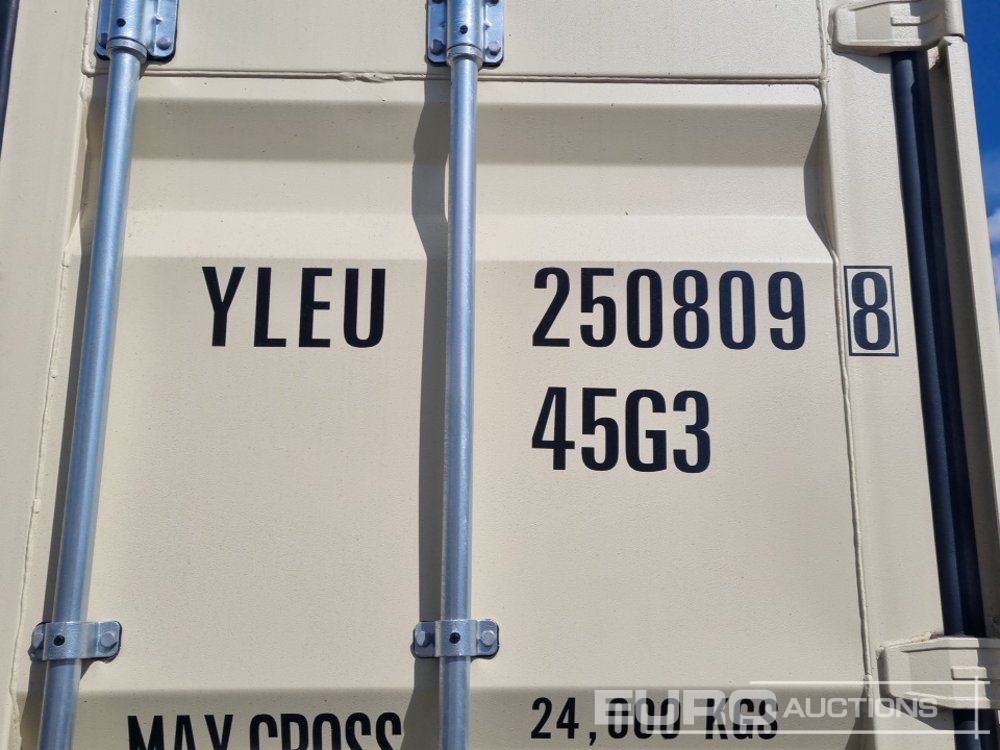 YLEU 250809 8
45G3
MAX GROSS 24,000 KGS
EURO AUCTIONS